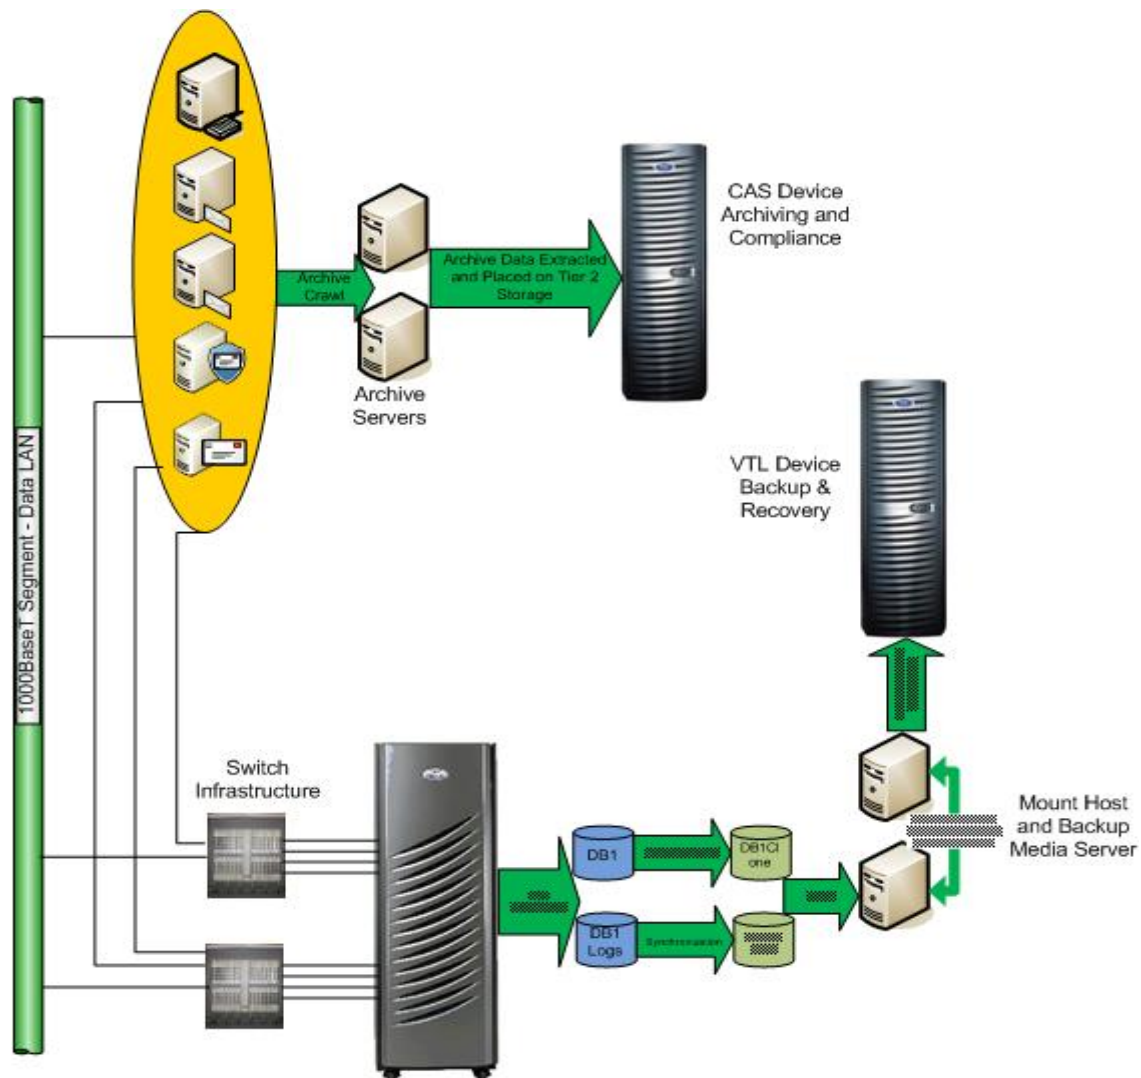 Archive
Crawl
Archive Data Extracted
and Placed on Tier 2
Storage
CAS Device
Archiving and
Compliance
Archive
Servers
1000BaseT Segment - Data LAN
VTL Device
Backup &
Recovery
Switch
Infrastructure
DB1
DB1Cl
one
DB1
Logs
Synchronization
Mount Host
and Backup
Media Server